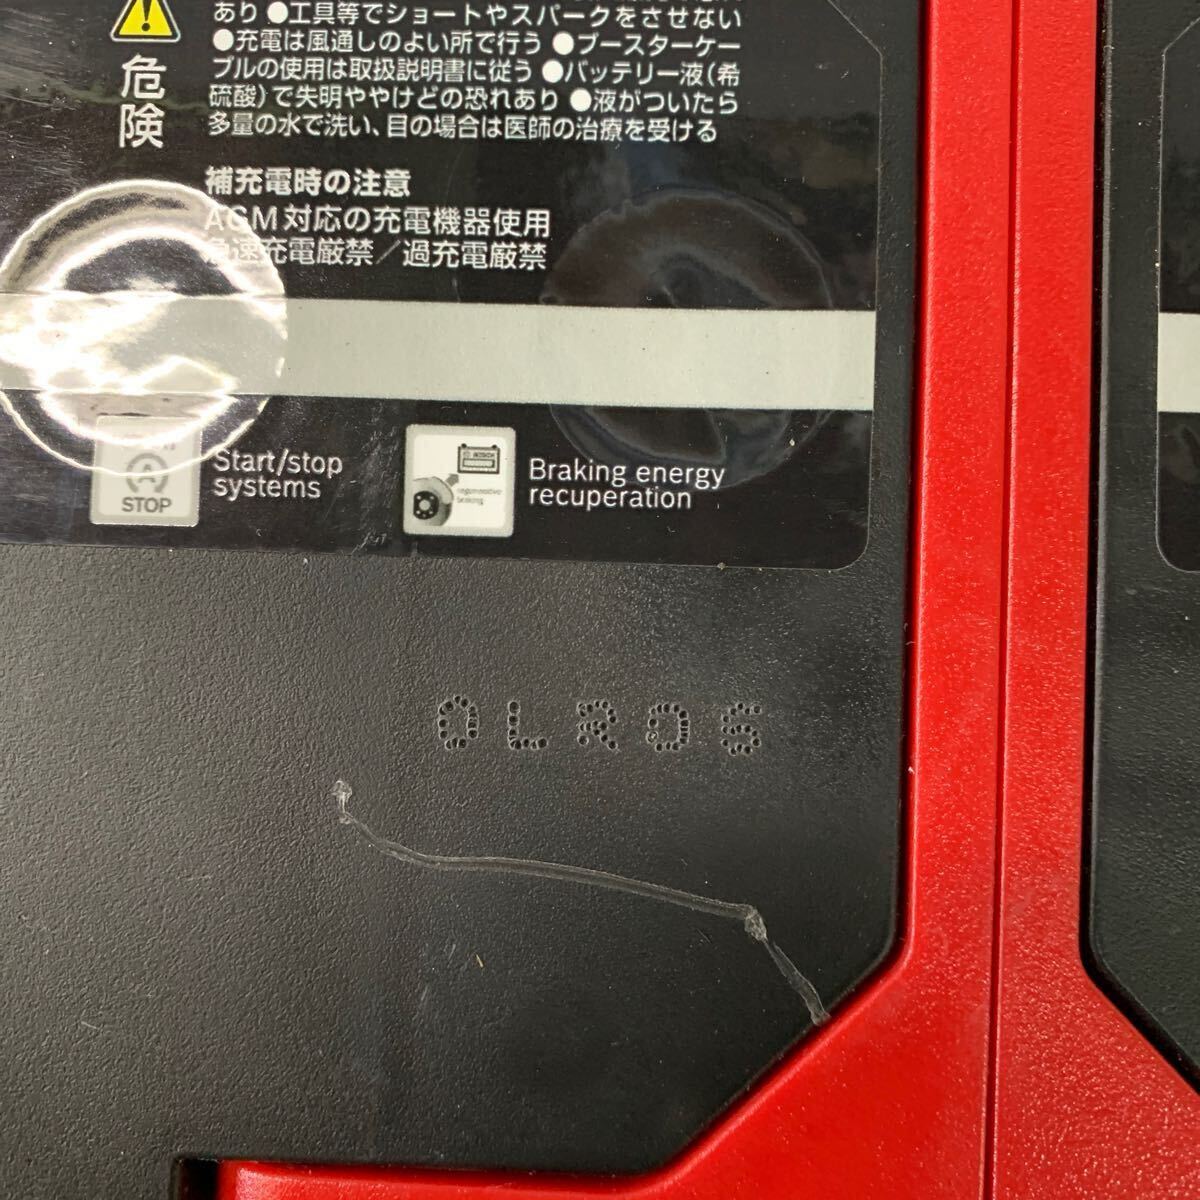 あり ●工具等でショートやスパークをさせない
●充電は風通しのよい所で行う ●ブースターケー
ブルの使用は取扱説明書に従う ●バッテリー液(希
硫酸)で失明ややけどの恐れあり ●液がついたら
多量の水で洗い、目の場合は医師の治療を受ける
危険
補充電時の注意
AGM対応の充電機器使用
急速充電厳禁/過充電厳禁
A
STOP
Start/stop
systems
BOSCH
regenerative
braking
Braking energy
recuperation
OLR06